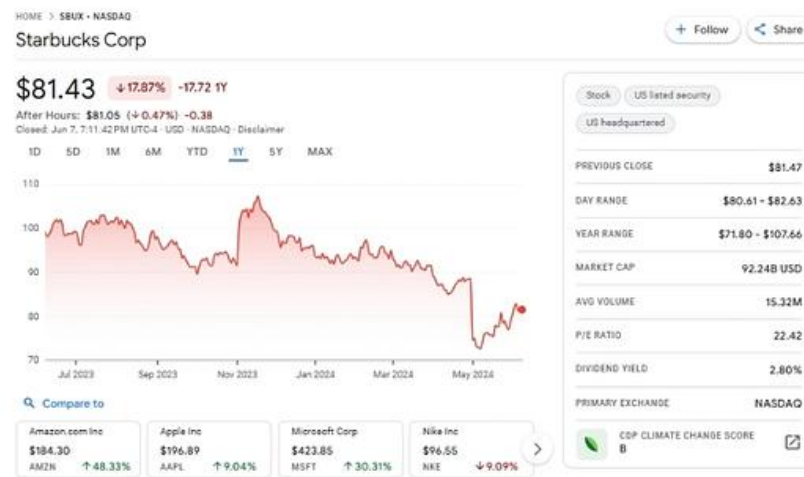 HOME > SBUX • NASDAQ
Starbucks Corp
+ Follow
Share
$81.43 ↓17.87% -17.72 1Y
After Hours: $81.05 (↓0.47%) -0.38
Closed: Jun 7, 7:11:42 PM UTC-4 · USD · NASDAQ · Disclaimer
1D 5D 1M 6M YTD 1Y 5Y MAX
110
100
90
80
70
Jul 2023 Sep 2023 Nov 2023 Jan 2024 Mar 2024 May 2024
Compare to
Amazon.com Inc
$184.30
AMZN ↑48.33%
Apple Inc
$196.89
AAPL ↑9.04%
Microsoft Corp
$423.85
MSFT ↑30.31%
Nike Inc
$96.55
NKE ↓9.09%
Stock US listed security
US headquartered
PREVIOUS CLOSE $81.47
DAY RANGE $80.61 - $82.63
YEAR RANGE $71.80 - $107.66
MARKET CAP 92.24B USD
AVG VOLUME 15.32M
P/E RATIO 22.42
DIVIDEND YIELD 2.80%
PRIMARY EXCHANGE NASDAQ
CDP CLIMATE CHANGE SCORE
B